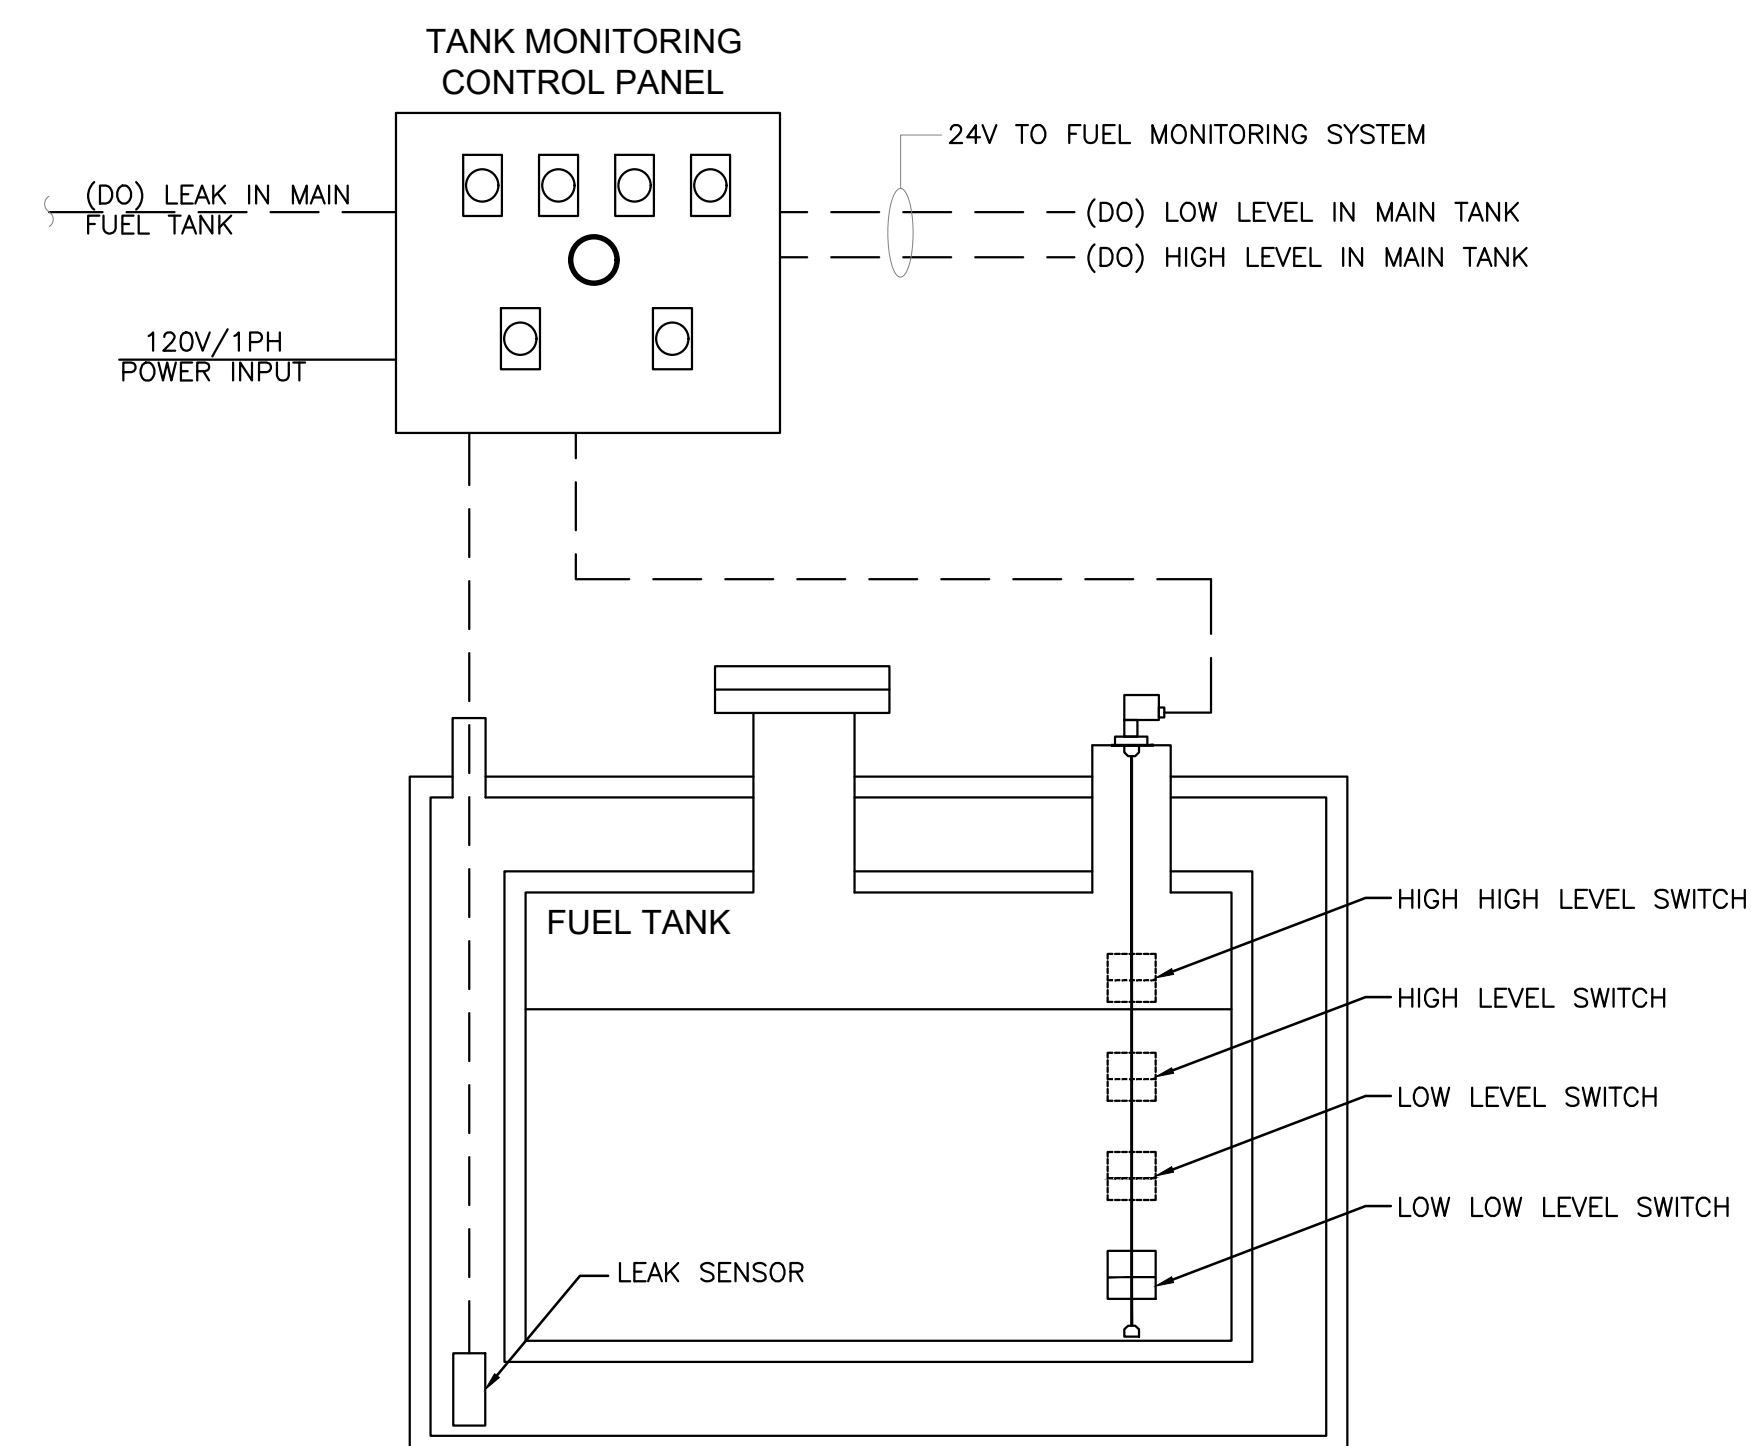 TANK MONITORING
CONTROL PANEL
24V TO FUEL MONITORING SYSTEM
(DO) LEAK IN MAIN
FUEL TANK
(DO) LOW LEVEL IN MAIN TANK
(DO) HIGH LEVEL IN MAIN TANK
120V/1PH
POWER INPUT
FUEL TANK
HIGH HIGH LEVEL SWITCH
HIGH LEVEL SWITCH
LOW LEVEL SWITCH
LOW LOW LEVEL SWITCH
LEAK SENSOR